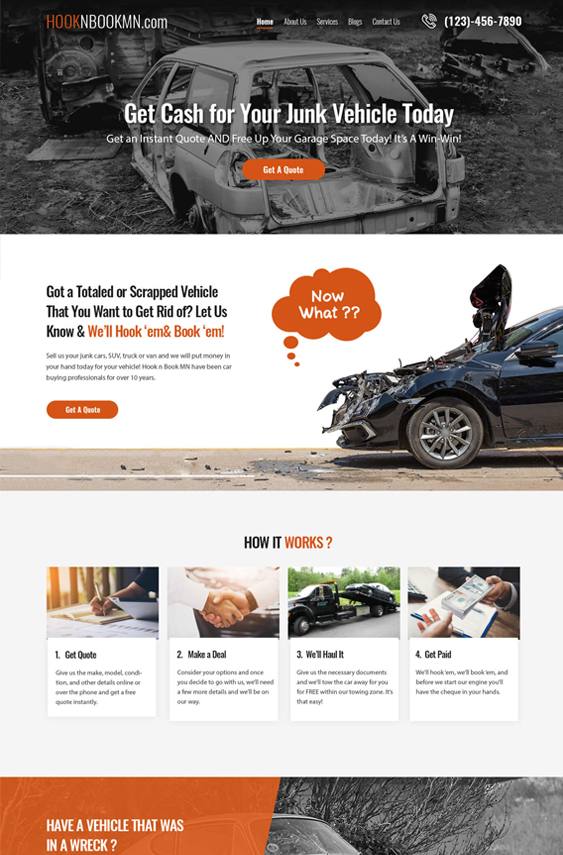 HOOKNBOOKMN.com
Home About Us Services Blogs Contact Us
(123)-456-7890
Get Cash for Your Junk Vehicle Today
Get an Instant Quote AND Free Up Your Garage Space Today! It's A Win-Win!
Get A Quote
Got a Totaled or Scrapped Vehicle
That You Want to Get Rid of? Let Us
Know & We'll Hook ‘em& Book ‘em!
Sell us your junk cars, SUV, truck or van and we will put money in
your hand today for your vehicle! Hook n Book MN have been car
buying professionals for over 10 years.
Get A Quote
Now
What ??
HOW IT WORKS ?
1. Get Quote
Give us the make, model, condi-
tion, and other details online or
over the phone and get a free
quote instantly.
2. Make a Deal
Consider your options and once
you decide to go with us, we'll need
a few more details and we'll be on
our way.
3. We'll Haul It
Give us the necessary documents
and we'll tow the car away for you
for FREE within our towing zone. It's
that easy!
4. Get Paid
We'll hook 'em, we'll book 'em, and
before we start our engine you'll
have the cheque in your hands.
HAVE A VEHICLE THAT WAS
IN A WRECK ?